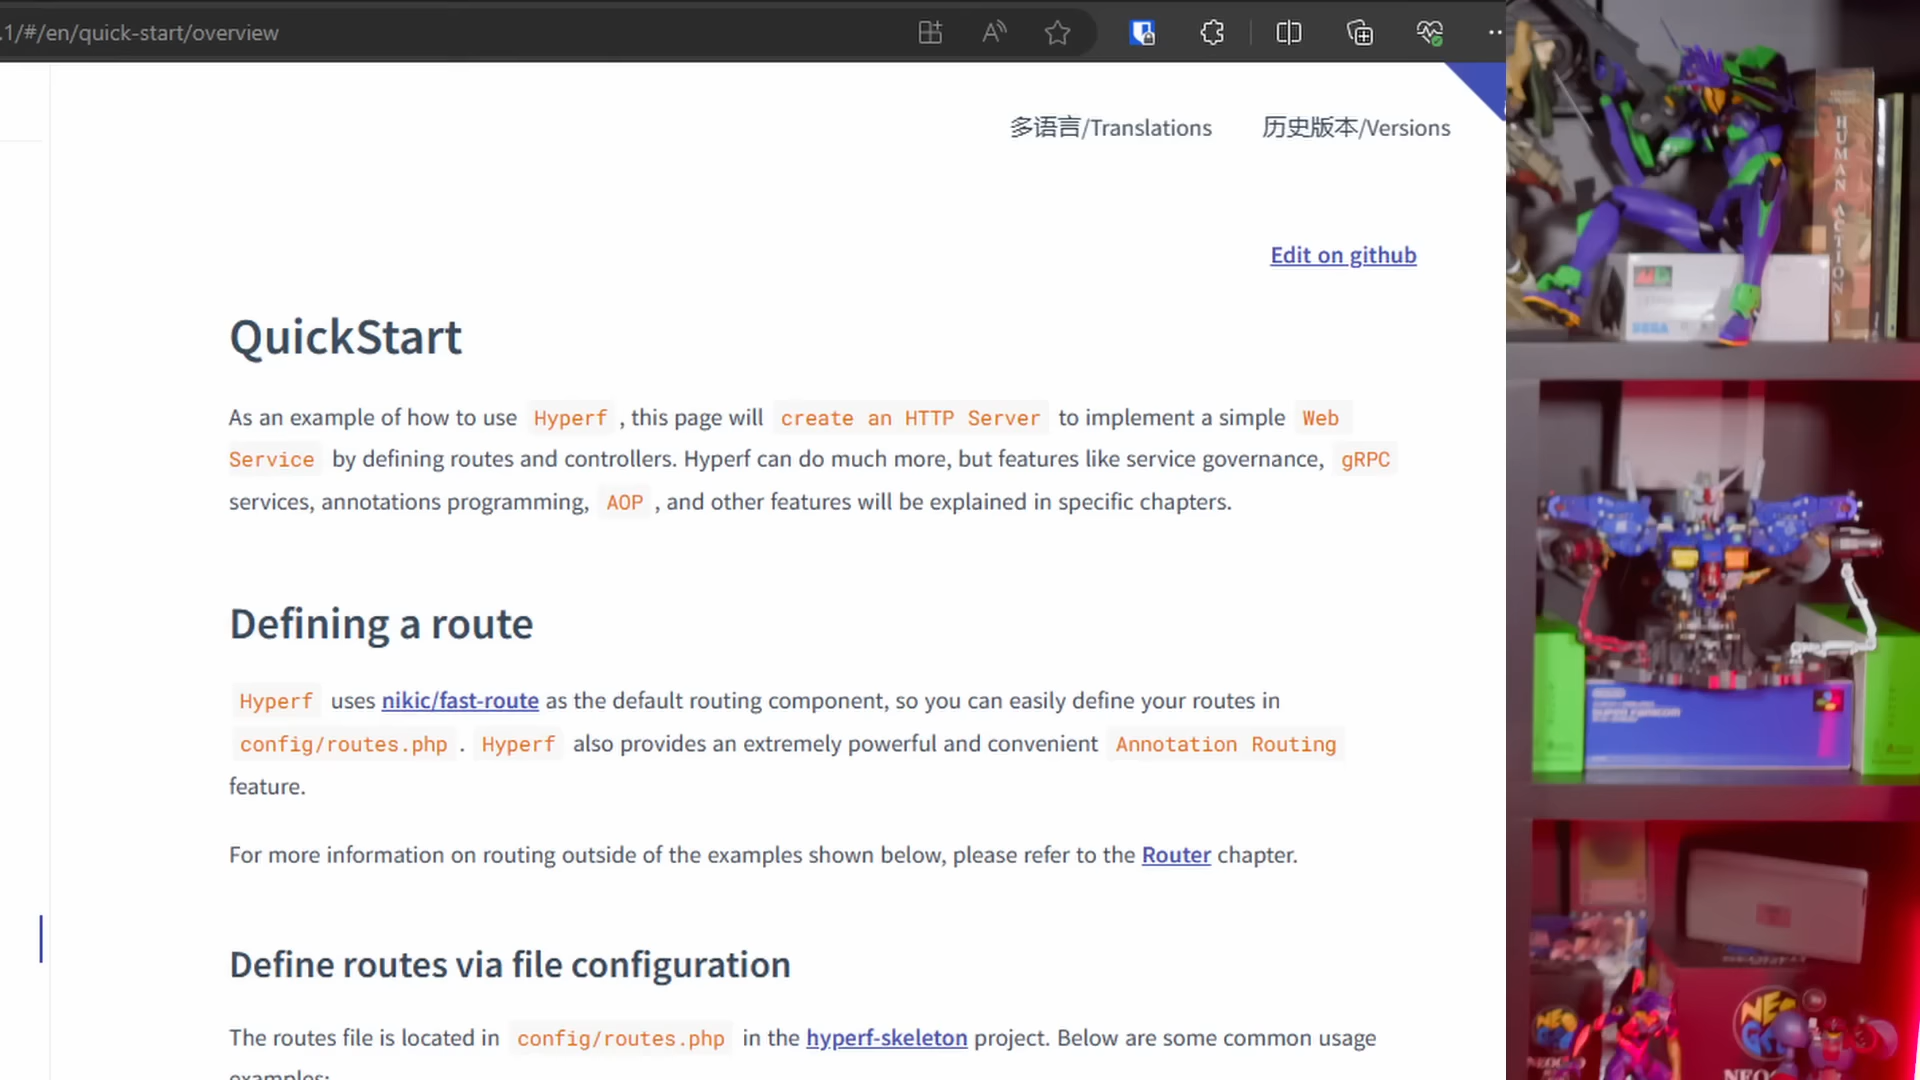 .1/#/en/quick-start/overview
多语言/Translations 历史版本/Versions
Edit on github
QuickStart
As an example of how to use Hyperf , this page will create an HTTP Server to implement a simple Web
Service by defining routes and controllers. Hyperf can do much more, but features like service governance, gRPC
services, annotations programming, AOP , and other features will be explained in specific chapters.
Defining a route
Hyperf uses nikic/fast-route as the default routing component, so you can easily define your routes in
config/routes.php . Hyperf also provides an extremely powerful and convenient Annotation Routing
feature.
For more information on routing outside of the examples shown below, please refer to the Router chapter.
Define routes via file configuration
The routes file is located in config/routes.php in the hyperf-skeleton project. Below are some common usage
examples:
HUMAN ACTION
SEGA
SUPER FAMICOM
NEO